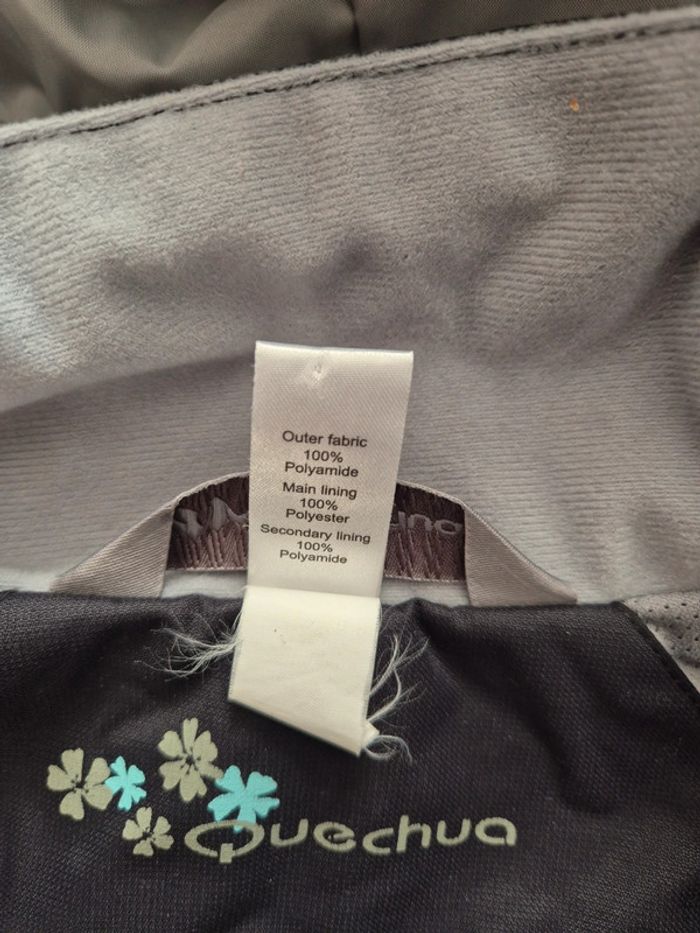 Outer fabric
100%
Polyamide
Main lining
100%
Polyester
Secondary lining
100%
Polyamide
Quechua